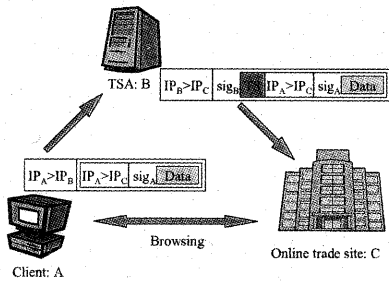 TSA: B
IP_B>IP_C sig_B IP_A>IP_C sig_A Data
IP_A>IP_B IP_A>IP_C sig_A Data
Browsing
Client: A
Online trade site: C